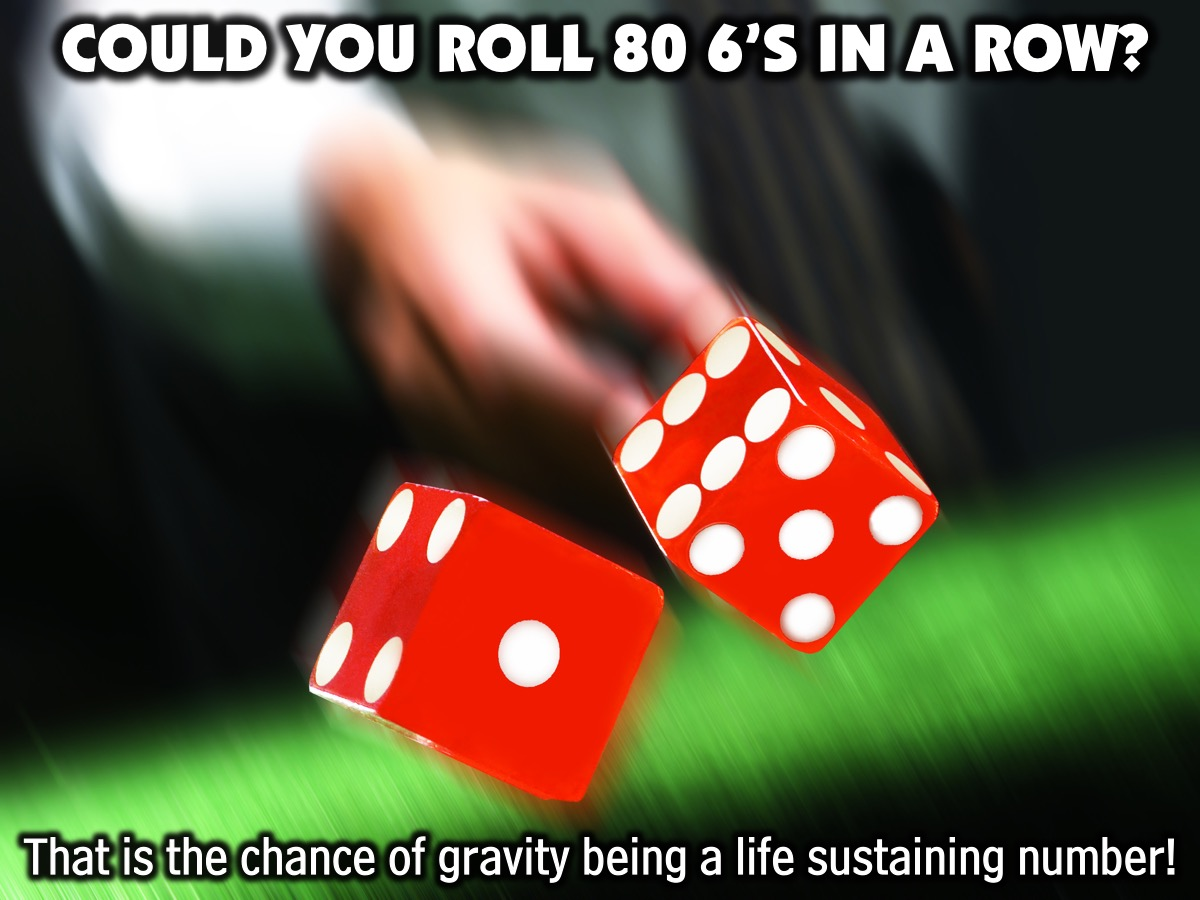 COULD YOU ROLL 80 6'S IN A ROW?
That is the chance of gravity being a life sustaining number!